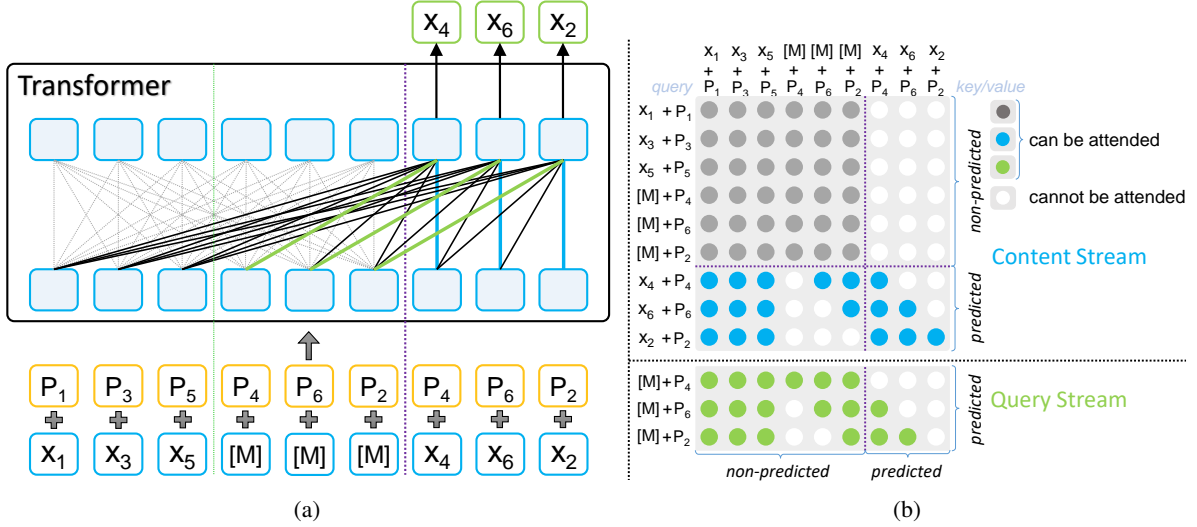 x4 x6 x2
Transformer
P1 P3 P5 P4 P6 P2 P4 P6 P2
+ + + + + + + + +
x1 x3 x5 [M] [M] [M] x4 x6 x2
(a)
x1 x3 x5 [M] [M] [M] x4 x6 x2
+ + + + + + + + +
query P1 P3 P5 P4 P6 P2 P4 P6 P2 key/value
x1 + P1
x3 + P3
x5 + P5
[M] + P4
[M] + P6
[M] + P2
non-predicted
can be attended
cannot be attended
Content Stream
x4 + P4
x6 + P6
x2 + P2
predicted
[M] + P4
[M] + P6
[M] + P2
predicted
Query Stream
non-predicted predicted
(b)